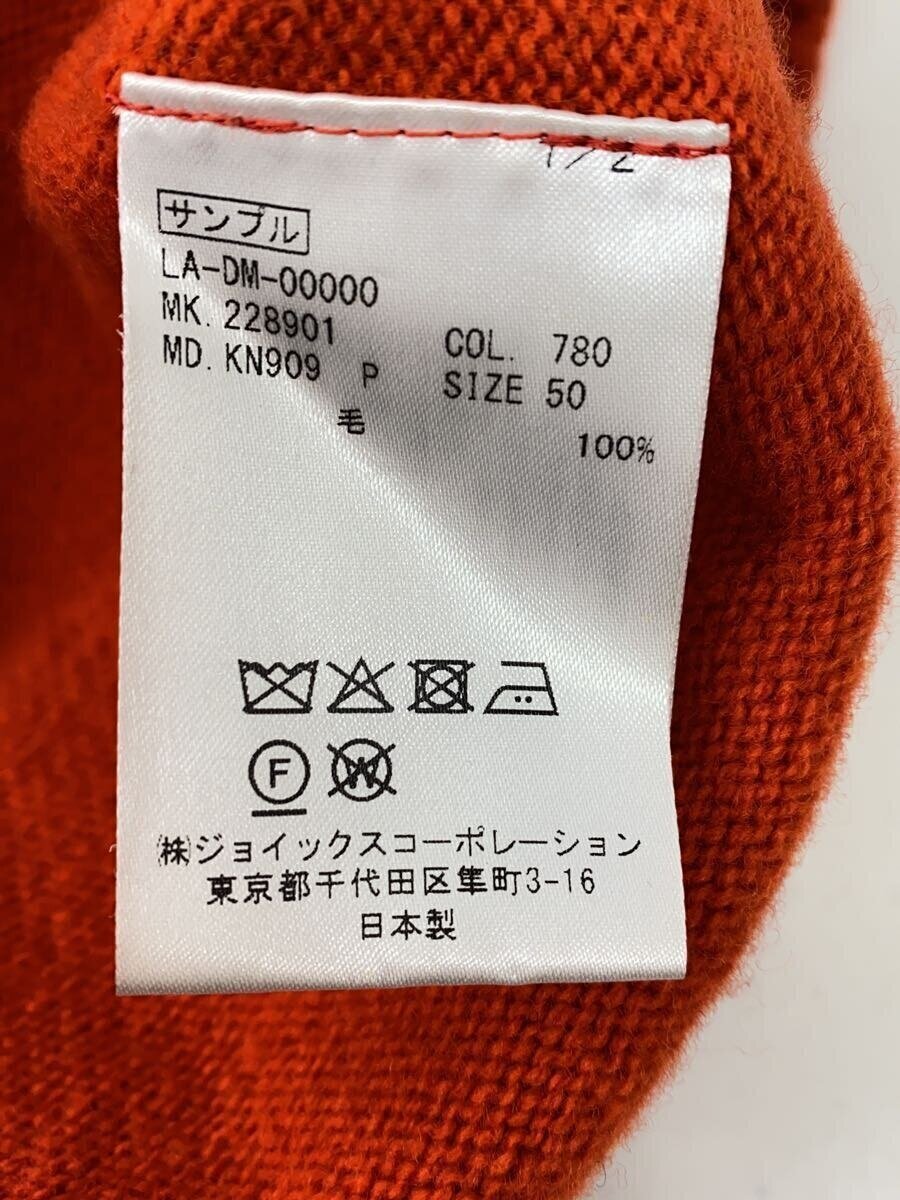 1/2
サンプル
LA-DM-00000
MK. 228901 COL. 780
MD. KN909 P SIZE 50
毛 100%
F W
㈱ジョイックスコーポレーション
東京都千代田区隼町3-16
日本製